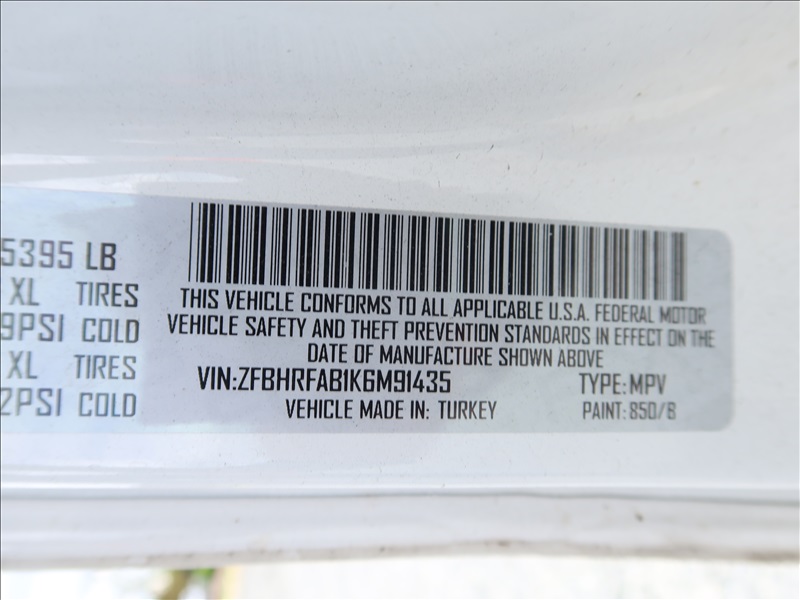 5395 LB
XL TIRES
9PSI COLD
XL TIRES
2PSI COLD
THIS VEHICLE CONFORMS TO ALL APPLICABLE U.S.A. FEDERAL MOTOR
VEHICLE SAFETY AND THEFT PREVENTION STANDARDS IN EFFECT ON THE
DATE OF MANUFACTURE SHOWN ABOVE
VIN:ZFBHRFAB1K6M91435 TYPE:MPV
VEHICLE MADE IN: TURKEY PAINT: 850/B